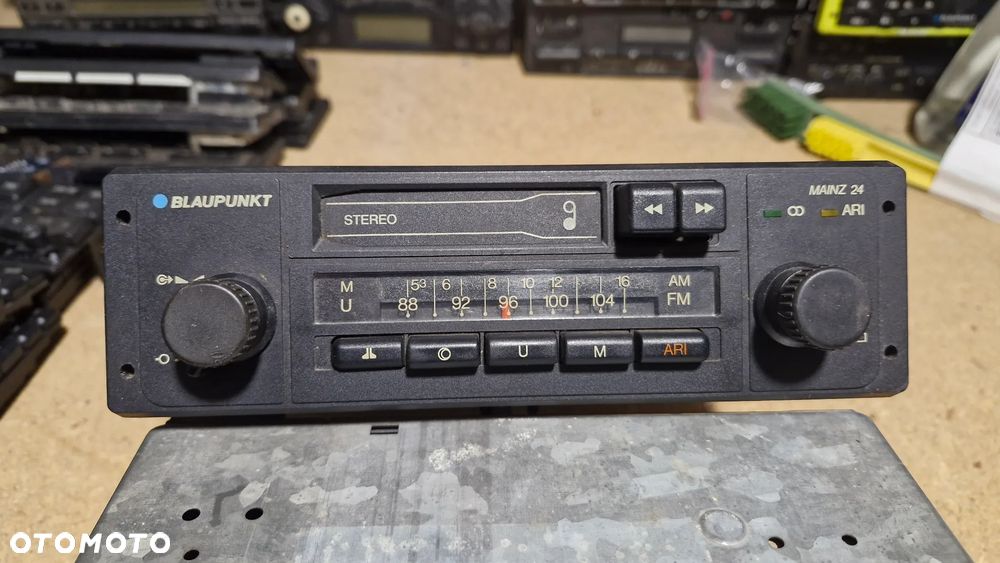 BLAUPUNKT
MAINZ 24
STEREO
ARI
M 5³ 6 8 10 12 16 AM
U 88 92 96 100 104 FM
© U M ARI
OTOMOTO